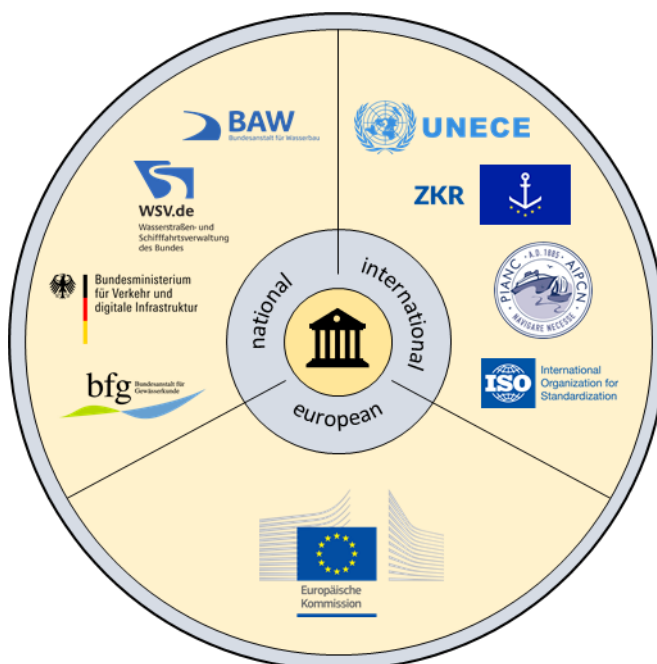 BAW
Bundesanstalt für Wasserbau
WSV.de
Wasserstraßen- und
Schifffahrtsverwaltung
des Bundes
Bundesministerium
für Verkehr und
digitale Infrastruktur
bfg
Bundesanstalt für
Gewässerkunde
UNECE
ZKR
PIANC • A.D. 1885 • AIPCN
NAVIGARE NECESSE
ISO
International
Organization for
Standardization
national
international
european
Europäische
Kommission